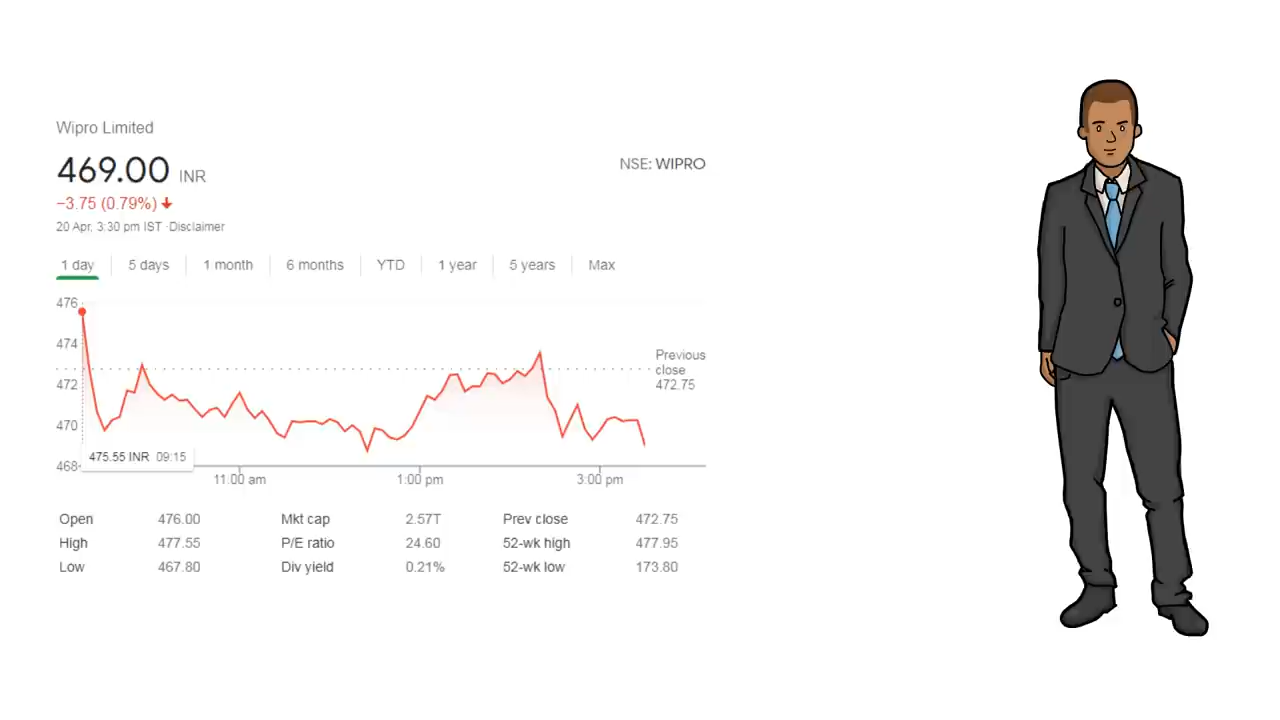 Wipro Limited
469.00 INR
NSE: WIPRO
−3.75 (0.79%) ↓
20 Apr, 3:30 pm IST · Disclaimer
1 day 5 days 1 month 6 months YTD 1 year 5 years Max
476
474
472
470
468
Previous
close
472.75
475.55 INR 09:15
11:00 am 1:00 pm 3:00 pm
Open 476.00 Mkt cap 2.57T Prev close 472.75
High 477.55 P/E ratio 24.60 52-wk high 477.95
Low 467.80 Div yield 0.21% 52-wk low 173.80